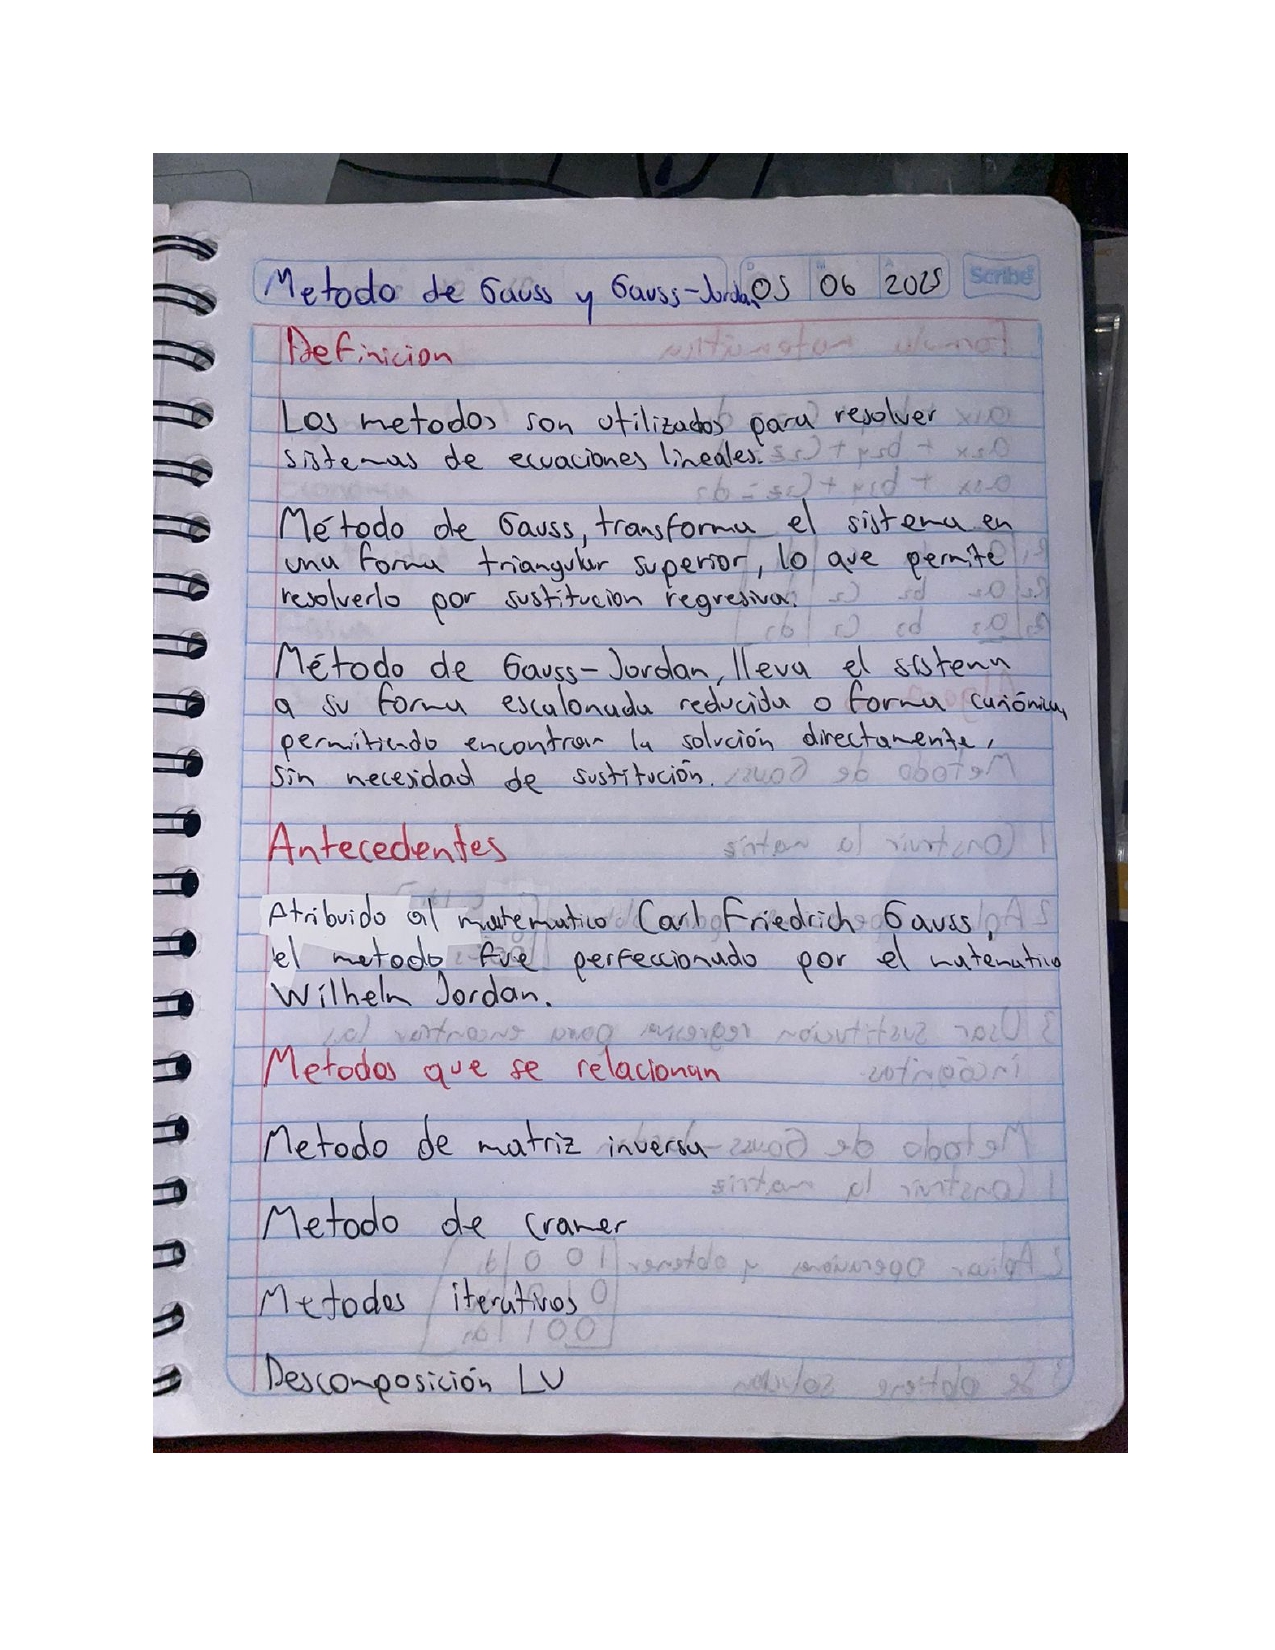 Metodo de Gauss y Gauss-Jordan 05 06 2025 Scribe
Definicion
Los metodos son utilizados para resolver
sistemas de ecuaciones lineales.
Método de Gauss, transforma el sistema en
una forma triangular superior, lo que permite
resolverlo por sustitucion regresiva.
Método de Gauss-Jordan, lleva el sistema
a su forma escalonada reducida o forma canónica,
permitiendo encontrar la solución directamente,
sin necesidad de sustitución.
Antecedentes
Atribuido al matematico Carl Friedrich Gauss,
el metodo fue perfeccionado por el matematico
Wilhelm Jordan.
Metodos que se relacionan
Metodo de matriz inversa
Metodo de cramer
Metodos iterativos
Descomposición LU